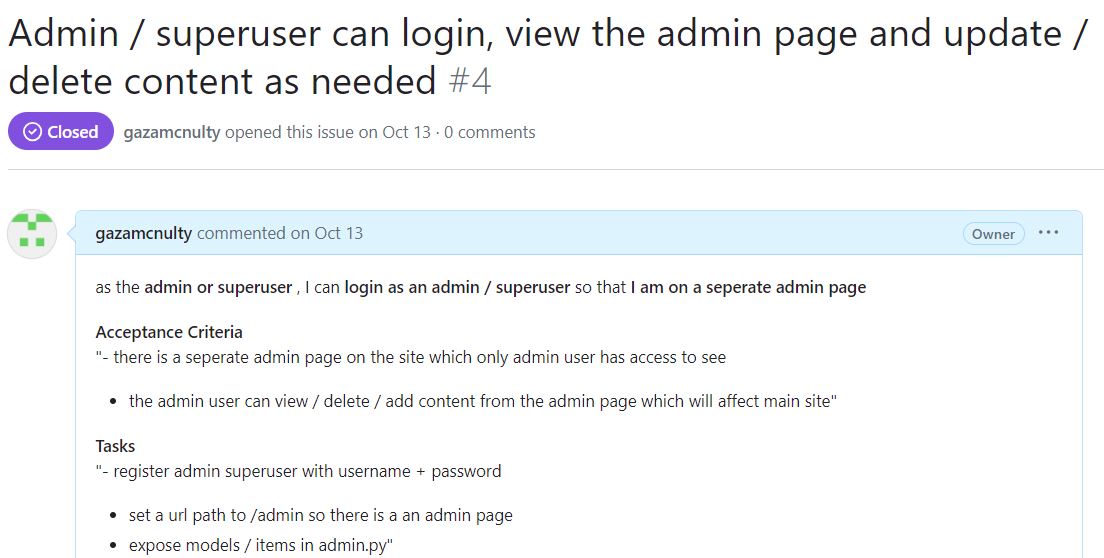 Admin / superuser can login, view the admin page and update /
delete content as needed #4
Closed gazamcnulty opened this issue on Oct 13 · 0 comments
gazamcnulty commented on Oct 13 Owner ...
as the admin or superuser , I can login as an admin / superuser so that I am on a seperate admin page
Acceptance Criteria
"- there is a seperate admin page on the site which only admin user has access to see
• the admin user can view / delete / add content from the admin page which will affect main site"
Tasks
"- register admin superuser with username + password
• set a url path to /admin so there is a an admin page
• expose models / items in admin.py"